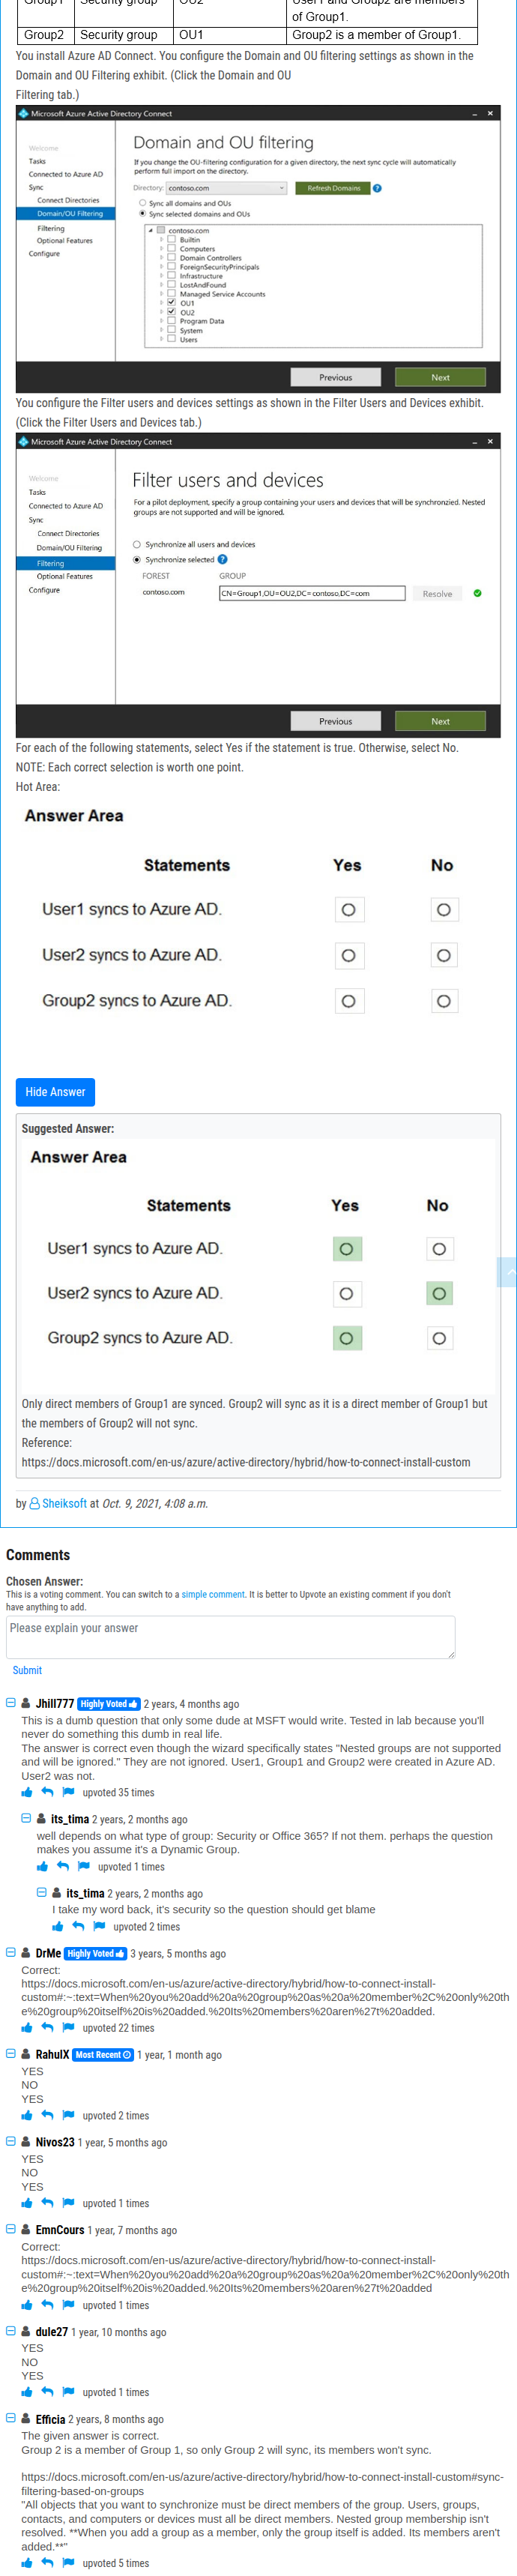 Group1 Security group OU2 User1 and Group2 are members
of Group1.
Group2 Security group OU1 Group2 is a member of Group1.
You install Azure AD Connect. You configure the Domain and OU filtering settings as shown in the
Domain and OU Filtering exhibit. (Click the Domain and OU
Filtering tab.)
Microsoft Azure Active Directory Connect
Welcome
Tasks
Connected to Azure AD
Sync
Connect Directories
Domain/OU Filtering
Filtering
Optional Features
Configure
Domain and OU filtering
If you change the OU-filtering configuration for a given directory, the next sync cycle will automatically
perform full import on the directory.
Directory: contoso.com Refresh Domains ?
Sync all domains and OUs
Sync selected domains and OUs
contoso.com
Builtin
Computers
Domain Controllers
ForeignSecurityPrincipals
Infrastructure
LostAndFound
Managed Service Accounts
OU1
OU2
Program Data
System
Users
Previous Next
You configure the Filter users and devices settings as shown in the Filter Users and Devices exhibit.
(Click the Filter Users and Devices tab.)
Microsoft Azure Active Directory Connect
Welcome
Tasks
Connected to Azure AD
Sync
Connect Directories
Domain/OU Filtering
Filtering
Optional Features
Configure
Filter users and devices
For a pilot deployment, specify a group containing your users and devices that will be synchronzied. Nested
groups are not supported and will be ignored.
Synchronize all users and devices
Synchronize selected ?
FOREST GROUP
contoso.com CN=Group1,OU=OU2,DC=contoso,DC=com Resolve
Previous Next
For each of the following statements, select Yes if the statement is true. Otherwise, select No.
NOTE: Each correct selection is worth one point.
Hot Area:
Answer Area
Statements Yes No
User1 syncs to Azure AD.
User2 syncs to Azure AD.
Group2 syncs to Azure AD.
Hide Answer
Suggested Answer:
Answer Area
Statements Yes No
User1 syncs to Azure AD.
User2 syncs to Azure AD.
Group2 syncs to Azure AD.
Only direct members of Group1 are synced. Group2 will sync as it is a direct member of Group1 but
the members of Group2 will not sync.
Reference:
https://docs.microsoft.com/en-us/azure/active-directory/hybrid/how-to-connect-install-custom
by Sheiksoft at Oct. 9, 2021, 4:08 a.m.
Comments
Chosen Answer:
This is a voting comment. You can switch to a simple comment. It is better to Upvote an existing comment if you don't
have anything to add.
Please explain your answer
Submit
Jhill777 Highly Voted 2 years, 4 months ago
This is a dumb question that only some dude at MSFT would write. Tested in lab because you'll
never do something this dumb in real life.
The answer is correct even though the wizard specifically states "Nested groups are not supported
and will be ignored." They are not ignored. User1, Group1 and Group2 were created in Azure AD.
User2 was not.
upvoted 35 times
its_tima 2 years, 2 months ago
well depends on what type of group: Security or Office 365? If not them. perhaps the question
makes you assume it's a Dynamic Group.
upvoted 1 times
its_tima 2 years, 2 months ago
I take my word back, it's security so the question should get blame
upvoted 2 times
DrMe Highly Voted 3 years, 5 months ago
Correct:
https://docs.microsoft.com/en-us/azure/active-directory/hybrid/how-to-connect-install-
custom#:~:text=When%20you%20add%20a%20group%20as%20a%20member%2C%20only%20th
e%20group%20itself%20is%20added.%20Its%20members%20aren%27t%20added.
upvoted 22 times
RahulX Most Recent 1 year, 1 month ago
YES
NO
YES
upvoted 2 times
Nivos23 1 year, 5 months ago
YES
NO
YES
upvoted 1 times
EmnCours 1 year, 7 months ago
Correct:
https://docs.microsoft.com/en-us/azure/active-directory/hybrid/how-to-connect-install-
custom#:~:text=When%20you%20add%20a%20group%20as%20a%20member%2C%20only%20th
e%20group%20itself%20is%20added.%20Its%20members%20aren%27t%20added
upvoted 1 times
dule27 1 year, 10 months ago
YES
NO
YES
upvoted 1 times
Efficia 2 years, 8 months ago
The given answer is correct.
Group 2 is a member of Group 1, so only Group 2 will sync, its members won't sync.
https://docs.microsoft.com/en-us/azure/active-directory/hybrid/how-to-connect-install-custom#sync-
filtering-based-on-groups
"All objects that you want to synchronize must be direct members of the group. Users, groups,
contacts, and computers or devices must all be direct members. Nested group membership isn't
resolved. **When you add a group as a member, only the group itself is added. Its members aren't
added.**"
upvoted 5 times